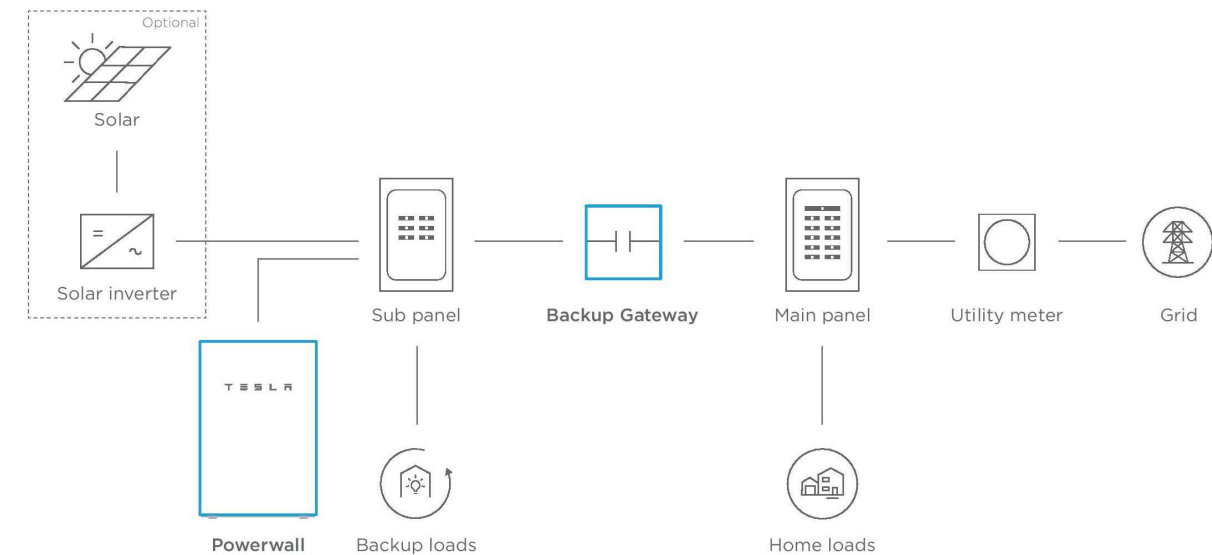 Optional
Solar
Solar inverter
Sub panel
Backup Gateway
Main panel
Utility meter
Grid
TESLA
Powerwall
Backup loads
Home loads